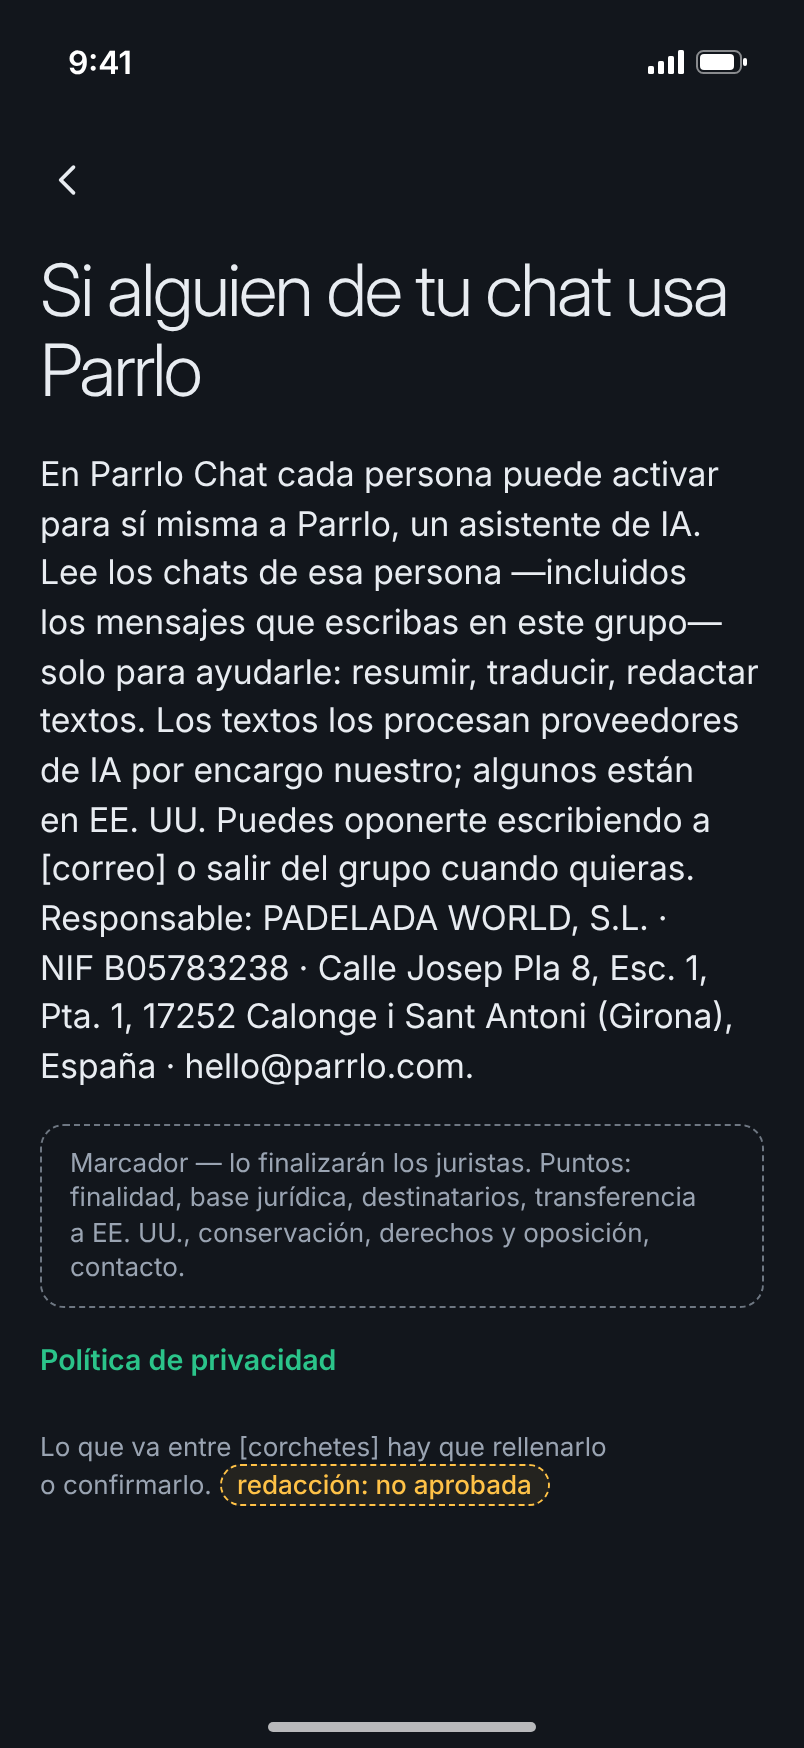 9:41
Si alguien de tu chat usa
Parrlo
En Parrlo Chat cada persona puede activar
para sí misma a Parrlo, un asistente de IA.
Lee los chats de esa persona —incluidos
los mensajes que escribas en este grupo—
solo para ayudarle: resumir, traducir, redactar
textos. Los textos los procesan proveedores
de IA por encargo nuestro; algunos están
en EE. UU. Puedes oponerte escribiendo a
[correo] o salir del grupo cuando quieras.
Responsable: PADELADA WORLD, S.L. ·
NIF B05783238 · Calle Josep Pla 8, Esc. 1,
Pta. 1, 17252 Calonge i Sant Antoni (Girona),
España · hello@parrlo.com.
Marcador — lo finalizarán los juristas. Puntos:
finalidad, base jurídica, destinatarios, transferencia
a EE. UU., conservación, derechos y oposición,
contacto.
Política de privacidad
Lo que va entre [corchetes] hay que rellenarlo
o confirmarlo. redacción: no aprobada